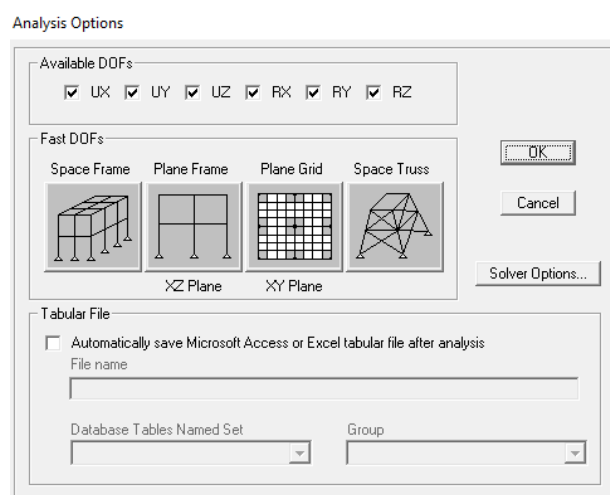 Analysis Options
Available DOFs
UX UY UZ RX RY RZ
Fast DOFs
Space Frame Plane Frame Plane Grid Space Truss
XZ Plane XY Plane
OK
Cancel
Solver Options...
Tabular File
Automatically save Microsoft Access or Excel tabular file after analysis
File name
Database Tables Named Set Group